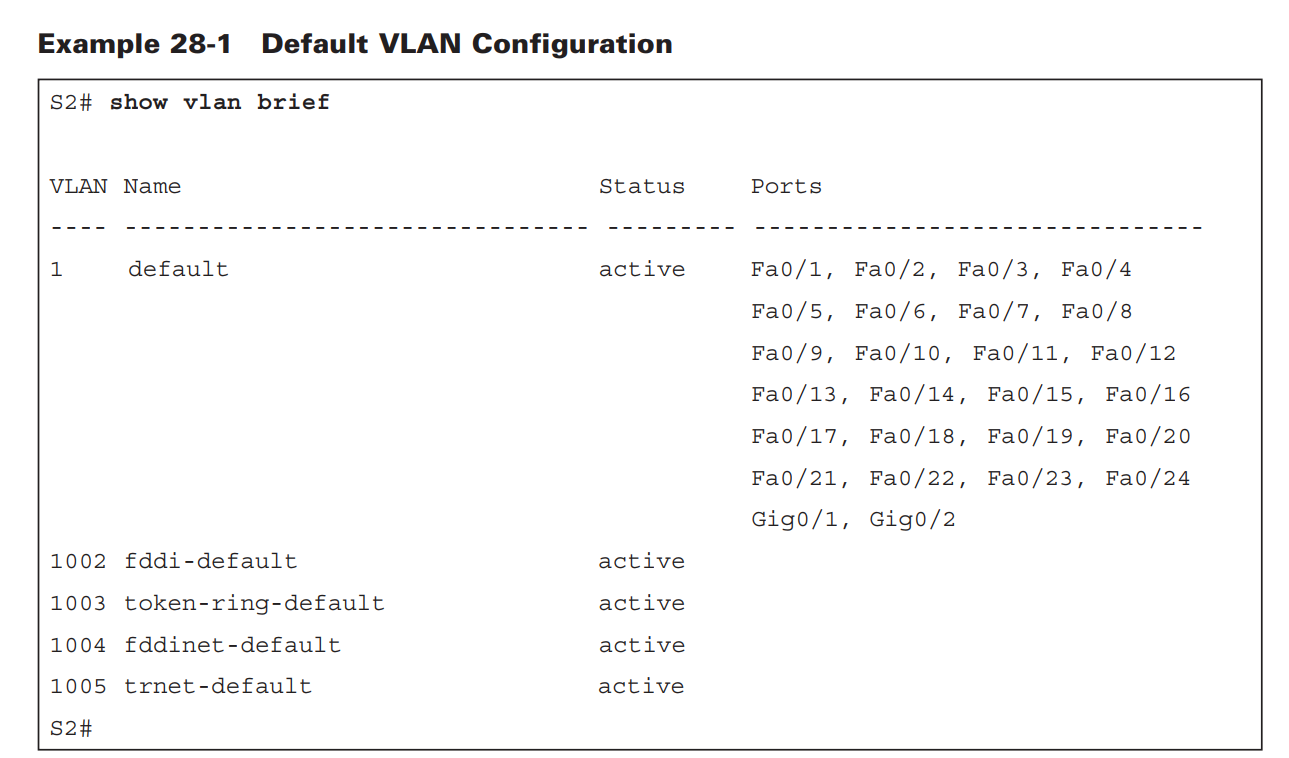 Example 28-1 Default VLAN Configuration
S2# show vlan brief
VLAN Name Status Ports
---- -------------------------------- --------- -------------------------------
1 default active Fa0/1, Fa0/2, Fa0/3, Fa0/4
Fa0/5, Fa0/6, Fa0/7, Fa0/8
Fa0/9, Fa0/10, Fa0/11, Fa0/12
Fa0/13, Fa0/14, Fa0/15, Fa0/16
Fa0/17, Fa0/18, Fa0/19, Fa0/20
Fa0/21, Fa0/22, Fa0/23, Fa0/24
Gig0/1, Gig0/2
1002 fddi-default active
1003 token-ring-default active
1004 fddinet-default active
1005 trnet-default active
S2#